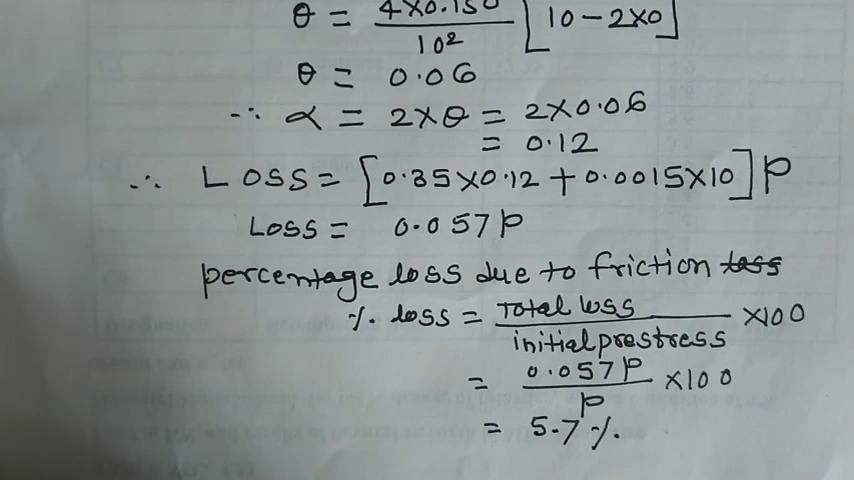 θ = 4×0.150 / 10² [10 - 2×0]
θ = 0.06
∴ α = 2×θ = 2×0.06
= 0.12
∴ LOSS = [0.35×0.12 + 0.0015×10] P
LOSS = 0.057P
percentage loss due to friction loss
% loss = Total loss / initial prestress ×100
= 0.057P / P ×100
= 5.7 %.